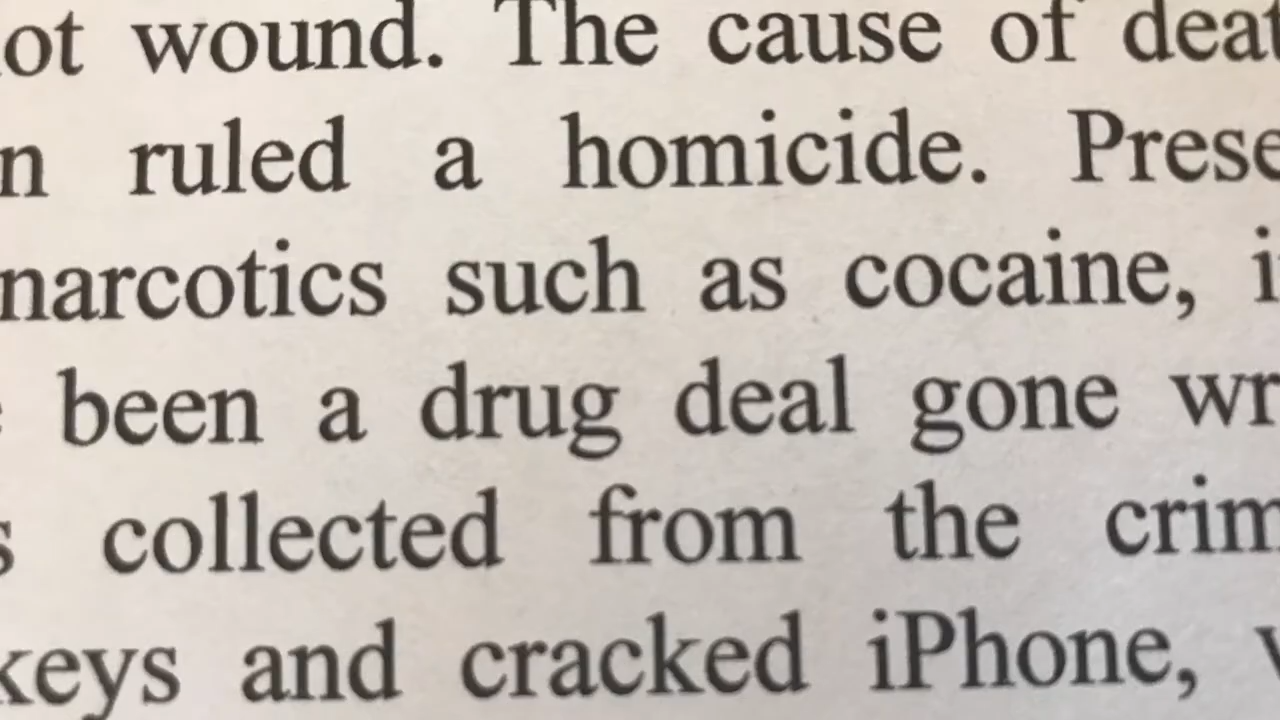 ot wound. The cause of deat
n ruled a homicide. Prese
narcotics such as cocaine, i
been a drug deal gone wr
s collected from the crim
keys and cracked iPhone,